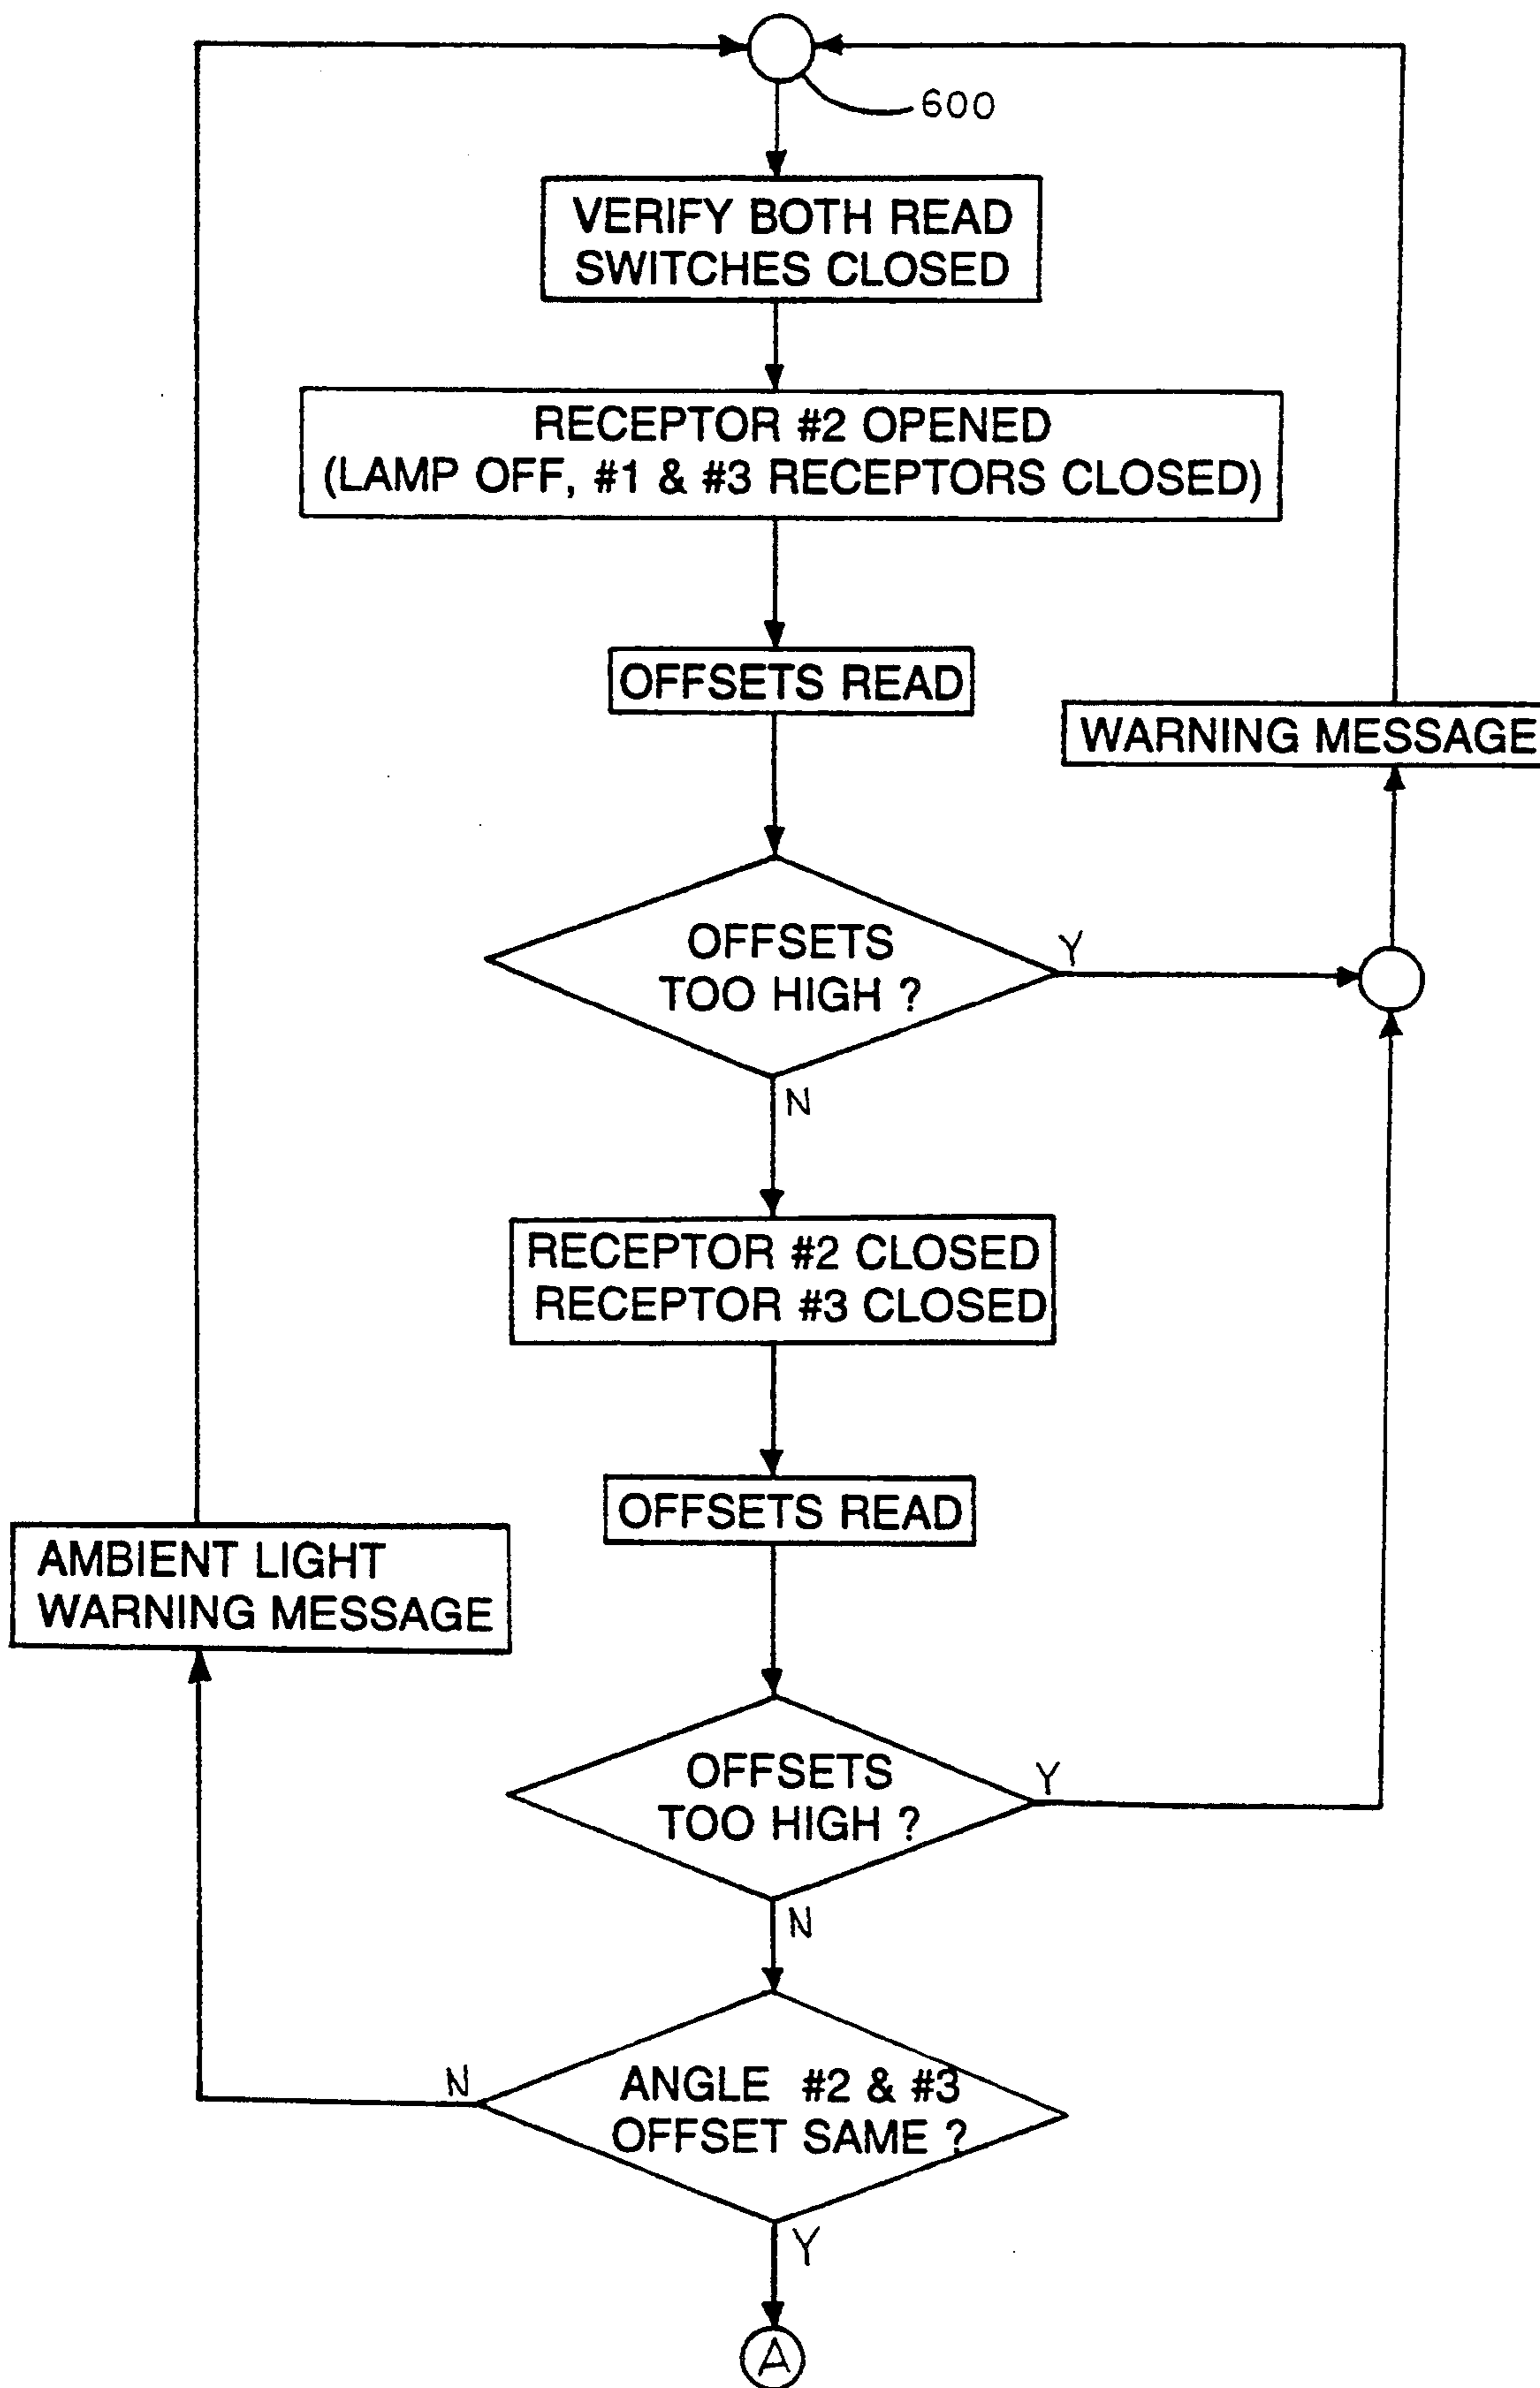 600
VERIFY BOTH READ
SWITCHES CLOSED
RECEPTOR #2 OPENED
(LAMP OFF, #1 & #3 RECEPTORS CLOSED)
OFFSETS READ
WARNING MESSAGE
OFFSETS
TOO HIGH ?
Y
N
RECEPTOR #2 CLOSED
RECEPTOR #3 CLOSED
OFFSETS READ
AMBIENT LIGHT
WARNING MESSAGE
OFFSETS
TOO HIGH ?
Y
N
ANGLE #2 & #3
OFFSET SAME ?
N
Y
A